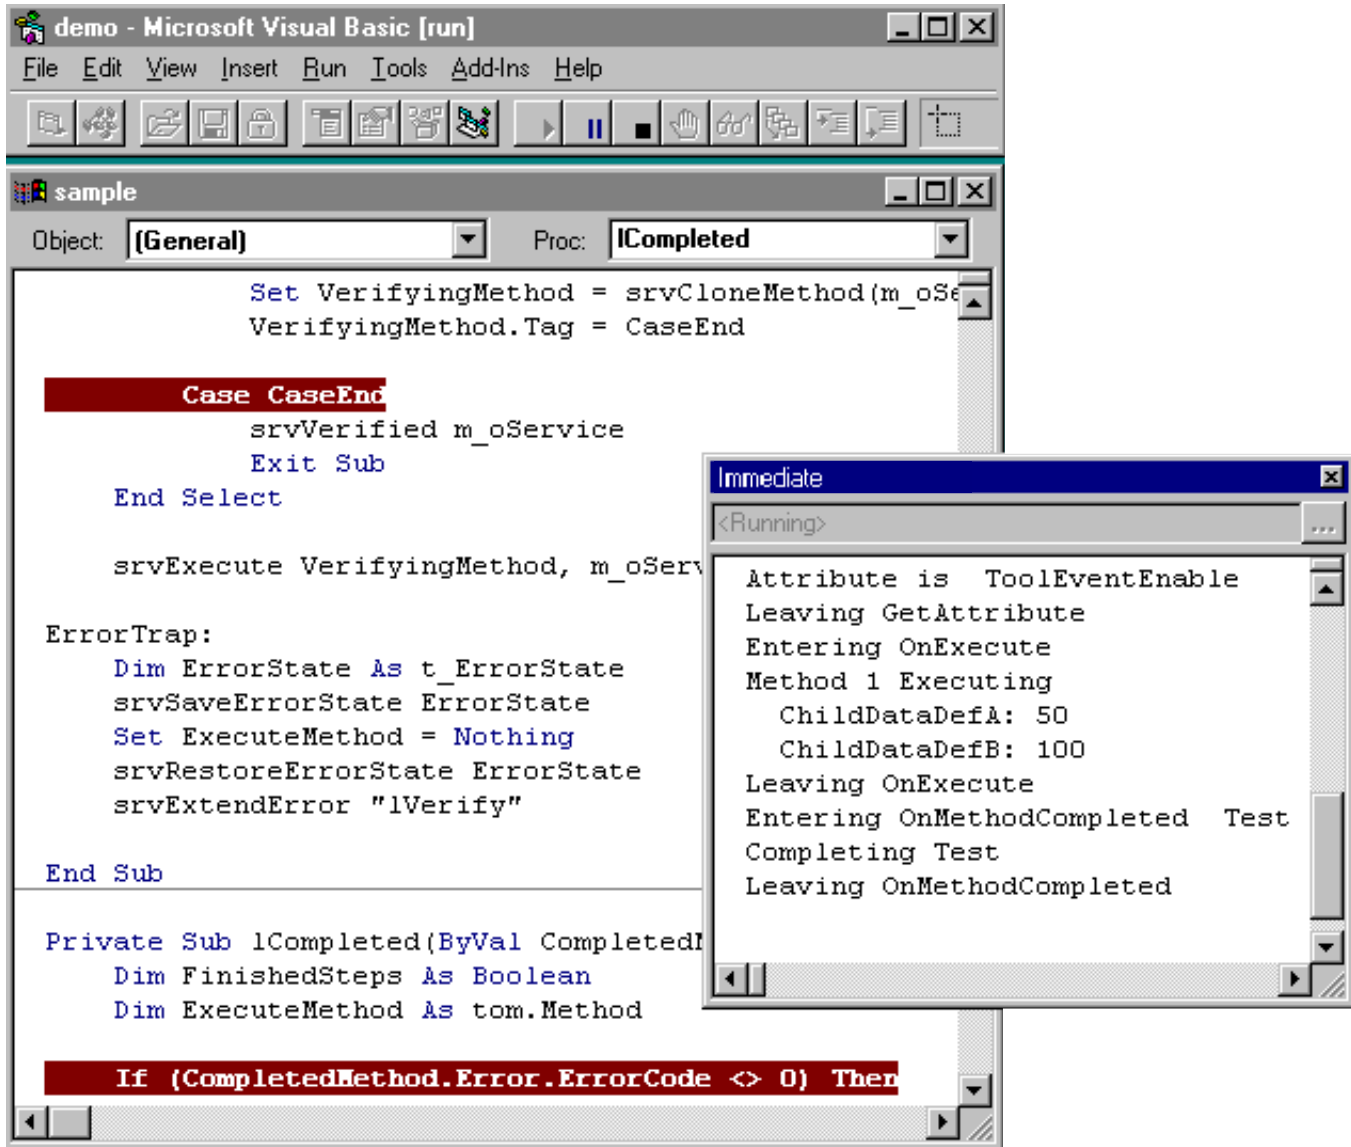 demo - Microsoft Visual Basic [run]
File Edit View Insert Run Tools Add-Ins Help
sample
Object: (General) Proc: lCompleted
Set VerifyingMethod = srvCloneMethod(m_oSe
VerifyingMethod.Tag = CaseEnd
Case CaseEnd
srvVerified m_oService
Exit Sub
End Select
srvExecute VerifyingMethod, m_oServ
ErrorTrap:
Dim ErrorState As t_ErrorState
srvSaveErrorState ErrorState
Set ExecuteMethod = Nothing
srvRestoreErrorState ErrorState
srvExtendError "lVerify"
End Sub
Private Sub lCompleted(ByVal CompletedM
Dim FinishedSteps As Boolean
Dim ExecuteMethod As tom.Method
If (CompletedMethod.Error.ErrorCode <> 0) Then
Immediate
<Running>
...
Attribute is ToolEventEnable
Leaving GetAttribute
Entering OnExecute
Method 1 Executing
ChildDataDefA: 50
ChildDataDefB: 100
Leaving OnExecute
Entering OnMethodCompleted Test
Completing Test
Leaving OnMethodCompleted